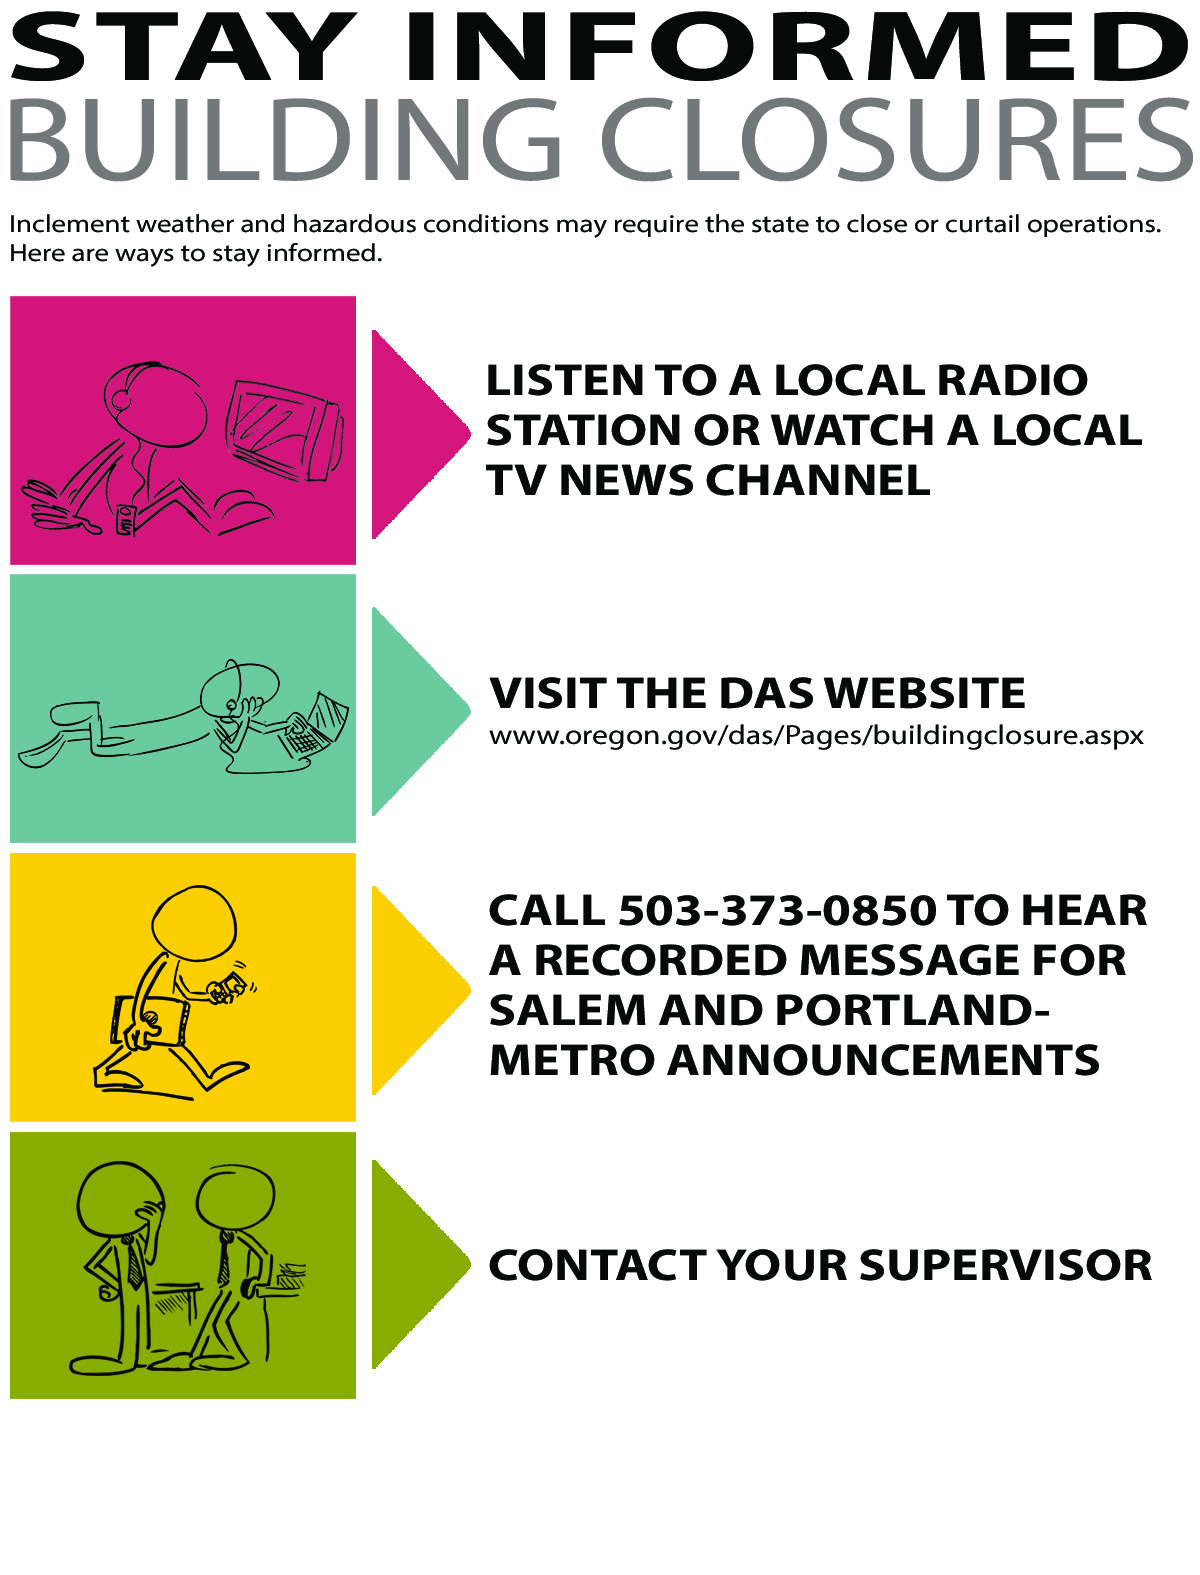 STAY INFORMED
BUILDING CLOSURES
Inclement weather and hazardous conditions may require the state to close or curtail operations.
Here are ways to stay informed.
LISTEN TO A LOCAL RADIO
STATION OR WATCH A LOCAL
TV NEWS CHANNEL
VISIT THE DAS WEBSITE
www.oregon.gov/das/Pages/buildingclosure.aspx
CALL 503-373-0850 TO HEAR
A RECORDED MESSAGE FOR
SALEM AND PORTLAND-
METRO ANNOUNCEMENTS
CONTACT YOUR SUPERVISOR